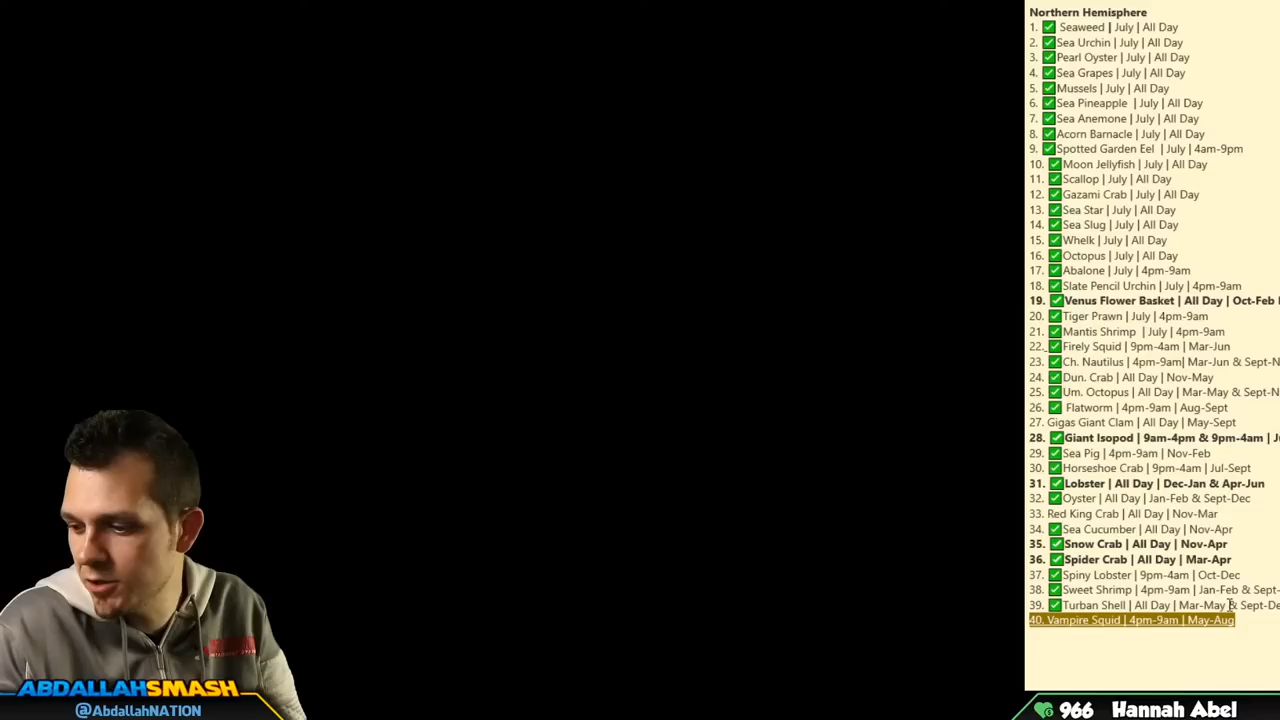 Northern Hemisphere
1. ✅ Seaweed | July | All Day
2. ✅Sea Urchin | July | All Day
3. ✅Pearl Oyster | July | All Day
4. ✅Sea Grapes | July | All Day
5. ✅Mussels | July | All Day
6. ✅Sea Pineapple | July | All Day
7. ✅Sea Anemone | July | All Day
8. ✅Acorn Barnacle | July | All Day
9. ✅Spotted Garden Eel | July | 4am-9pm
10. ✅Moon Jellyfish | July | All Day
11. ✅Scallop | July | All Day
12. ✅Gazami Crab | July | All Day
13. ✅Sea Star | July | All Day
14. ✅Sea Slug | July | All Day
15. ✅Whelk | July | All Day
16. ✅Octopus | July | All Day
17. ✅Abalone | July | 4pm-9am
18. ✅Slate Pencil Urchin | July | 4pm-9am
19. ✅Venus Flower Basket | All Day | Oct-Feb
20. ✅Tiger Prawn | July | 4pm-9am
21. ✅Mantis Shrimp | July | 4pm-9am
22. ✅Firely Squid | 9pm-4am | Mar-Jun
23. ✅Ch. Nautilus | 4pm-9am| Mar-Jun & Sept-N
24. ✅Dun. Crab | All Day | Nov-May
25. ✅Um. Octopus | All Day | Mar-May & Sept-N
26. ✅ Flatworm | 4pm-9am | Aug-Sept
27. Gigas Giant Clam | All Day | May-Sept
28. ✅Giant Isopod | 9am-4pm & 9pm-4am | J
29. ✅Sea Pig | 4pm-9am | Nov-Feb
30. ✅Horseshoe Crab | 9pm-4am | Jul-Sept
31. ✅Lobster | All Day | Dec-Jan & Apr-Jun
32. ✅Oyster | All Day | Jan-Feb & Sept-Dec
33. Red King Crab | All Day | Nov-Mar
34. ✅Sea Cucumber | All Day | Nov-Apr
35. ✅Snow Crab | All Day | Nov-Apr
36. ✅Spider Crab | All Day | Mar-Apr
37. ✅Spiny Lobster | 9pm-4am | Oct-Dec
38. ✅Sweet Shrimp | 4pm-9am | Jan-Feb & Sept-
39. ✅Turban Shell | All Day | Mar-May & Sept-De
40. Vampire Squid | 4pm-9am | May-Aug
ABDALLAHSMASH
@AbdallahNATION
966 Hannah Abel